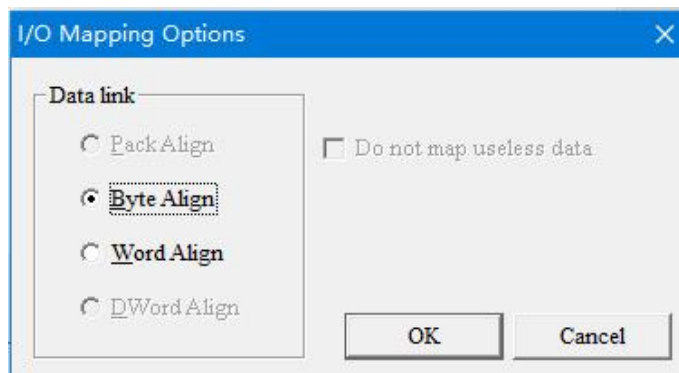 I/O Mapping Options
Data link
Pack Align
Do not map useless data
Byte Align
Word Align
DWord Align
OK
Cancel